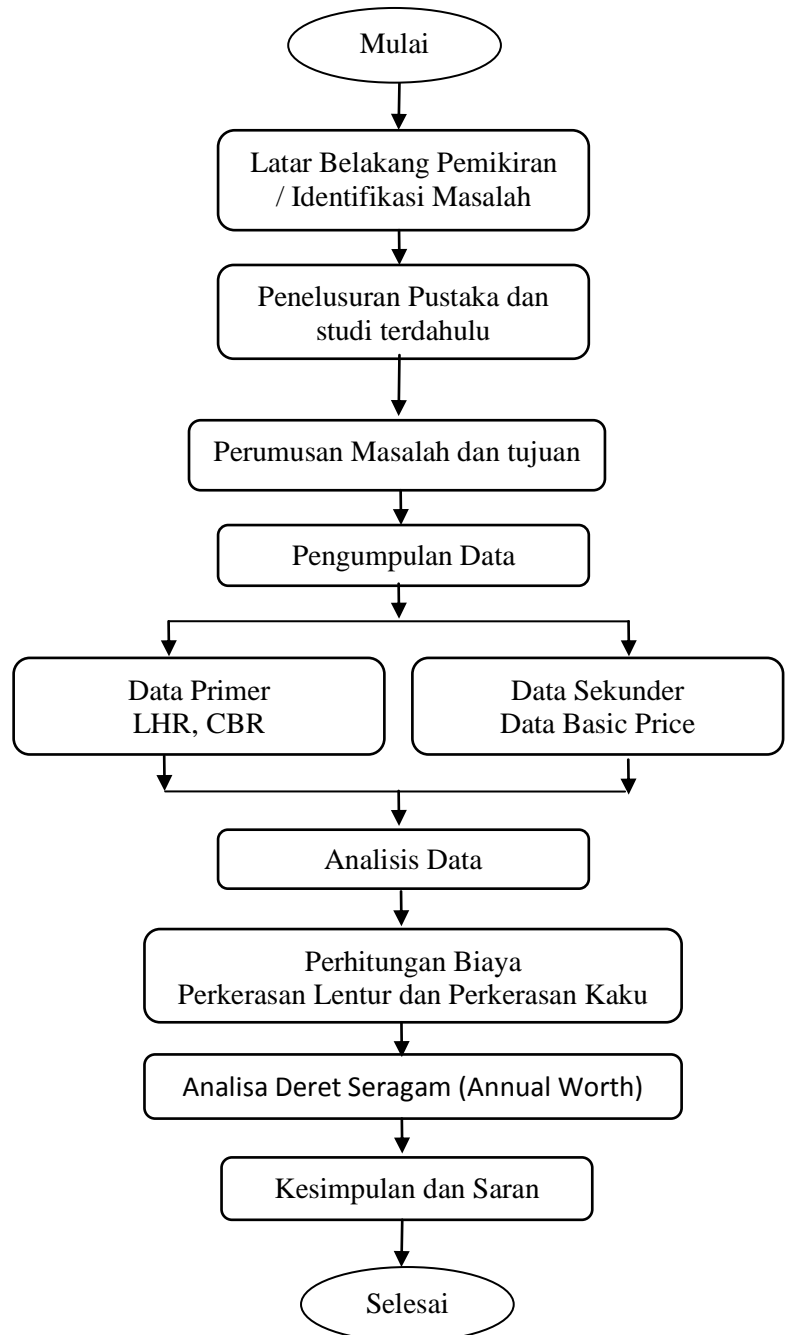 Mulai
Latar Belakang Pemikiran
/ Identifikasi Masalah
Penelusuran Pustaka dan
studi terdahulu
Perumusan Masalah dan tujuan
Pengumpulan Data
Data Primer
LHR, CBR
Data Sekunder
Data Basic Price
Analisis Data
Perhitungan Biaya
Perkerasan Lentur dan Perkerasan Kaku
Analisa Deret Seragam (Annual Worth)
Kesimpulan dan Saran
Selesai